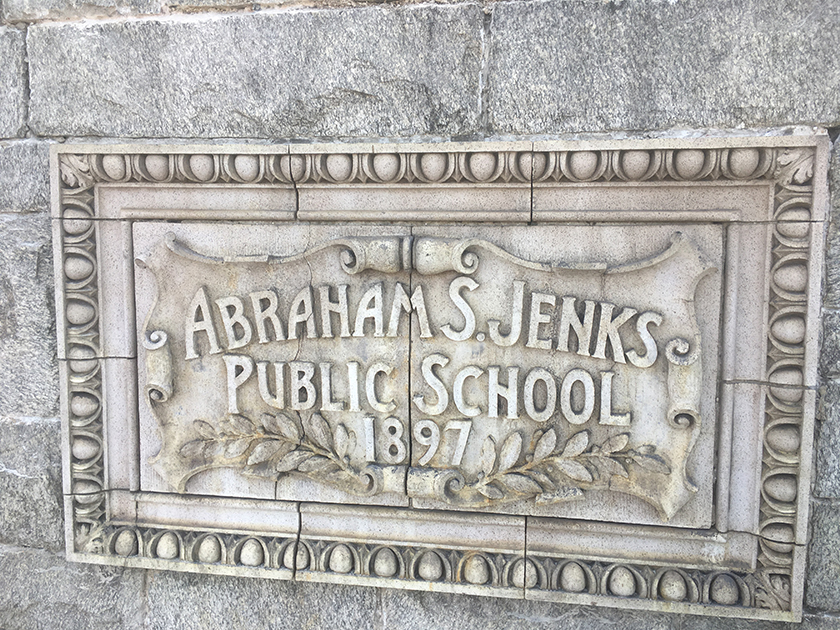 ABRAHAM S. JENKS
PUBLIC SCHOOL
1897